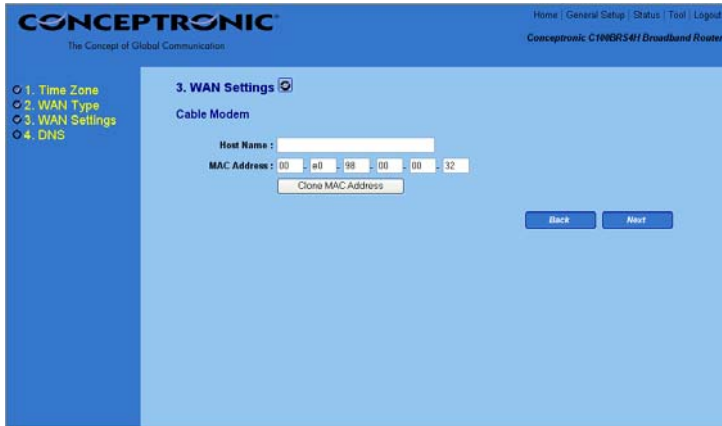 CONCEPTRONIC
The Concept of Global Communication
Home | General Setup | Status | Tool | Logout
Conceptronic C100BRS4H Broadband Router
1. Time Zone
2. WAN Type
3. WAN Settings
4. DNS
3. WAN Settings
Cable Modem
Host Name :
MAC Address : 00 - e0 - 98 - 00 - 00 - 32
Clone MAC Address
Back Next